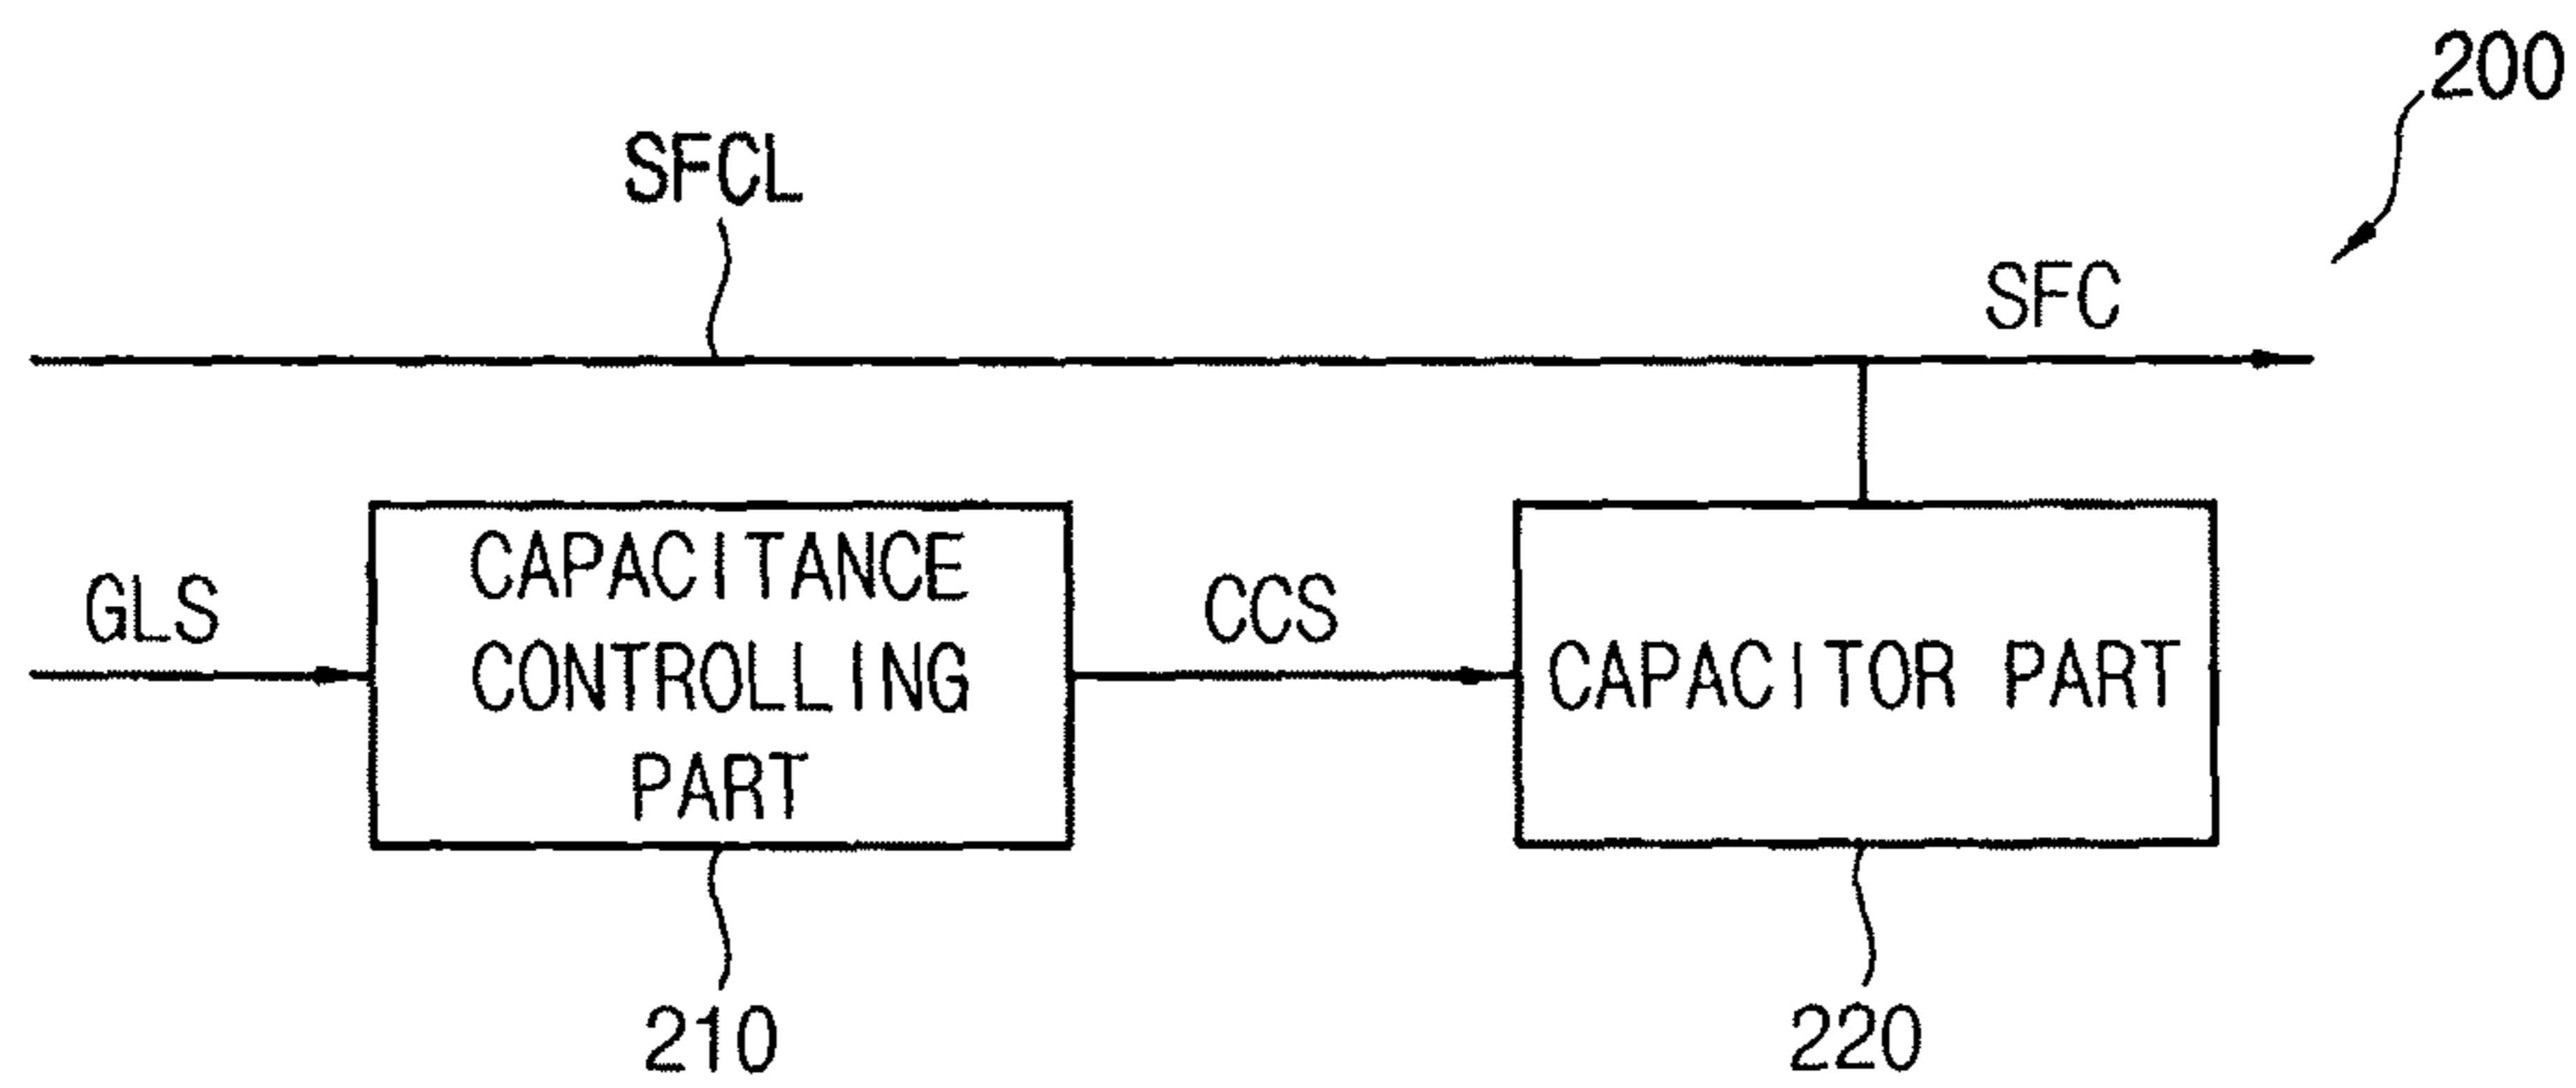 200
SFCL
SFC
GLS
CAPACITANCE
CONTROLLING
PART
CCS
CAPACITOR PART
210
220